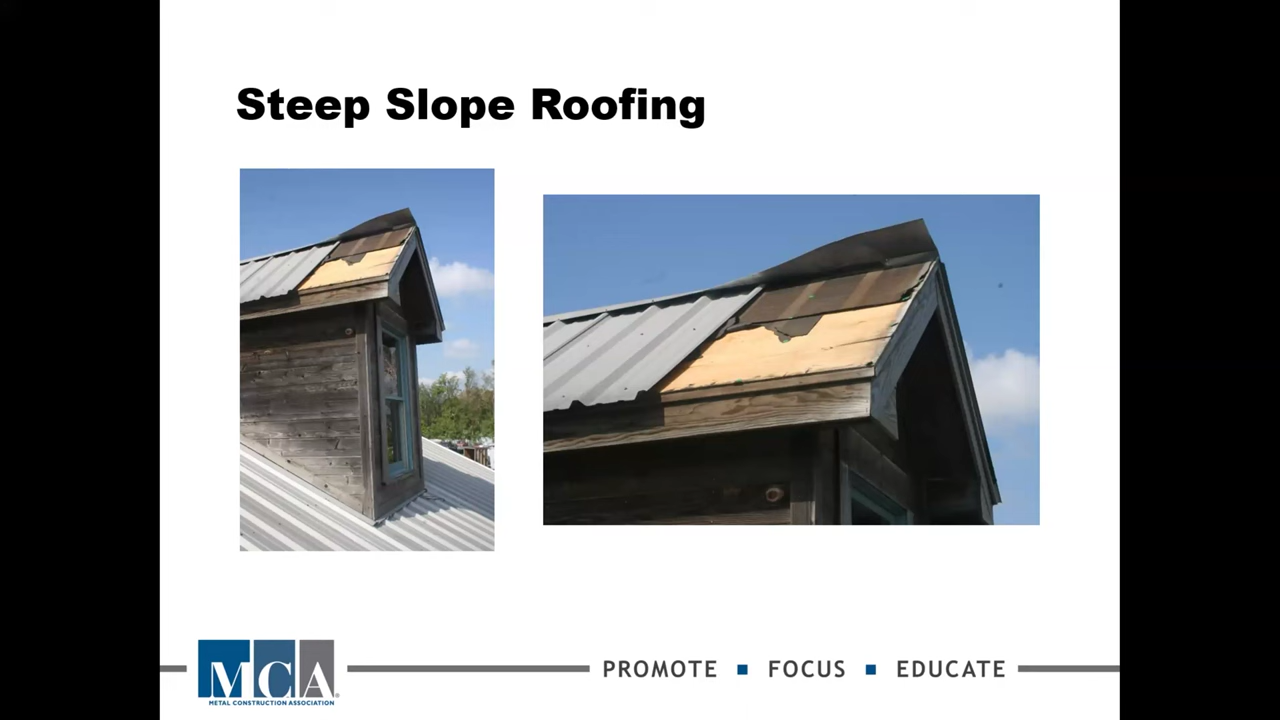 Steep Slope Roofing
MCA
METAL CONSTRUCTION ASSOCIATION
PROMOTE ▪ FOCUS ▪ EDUCATE